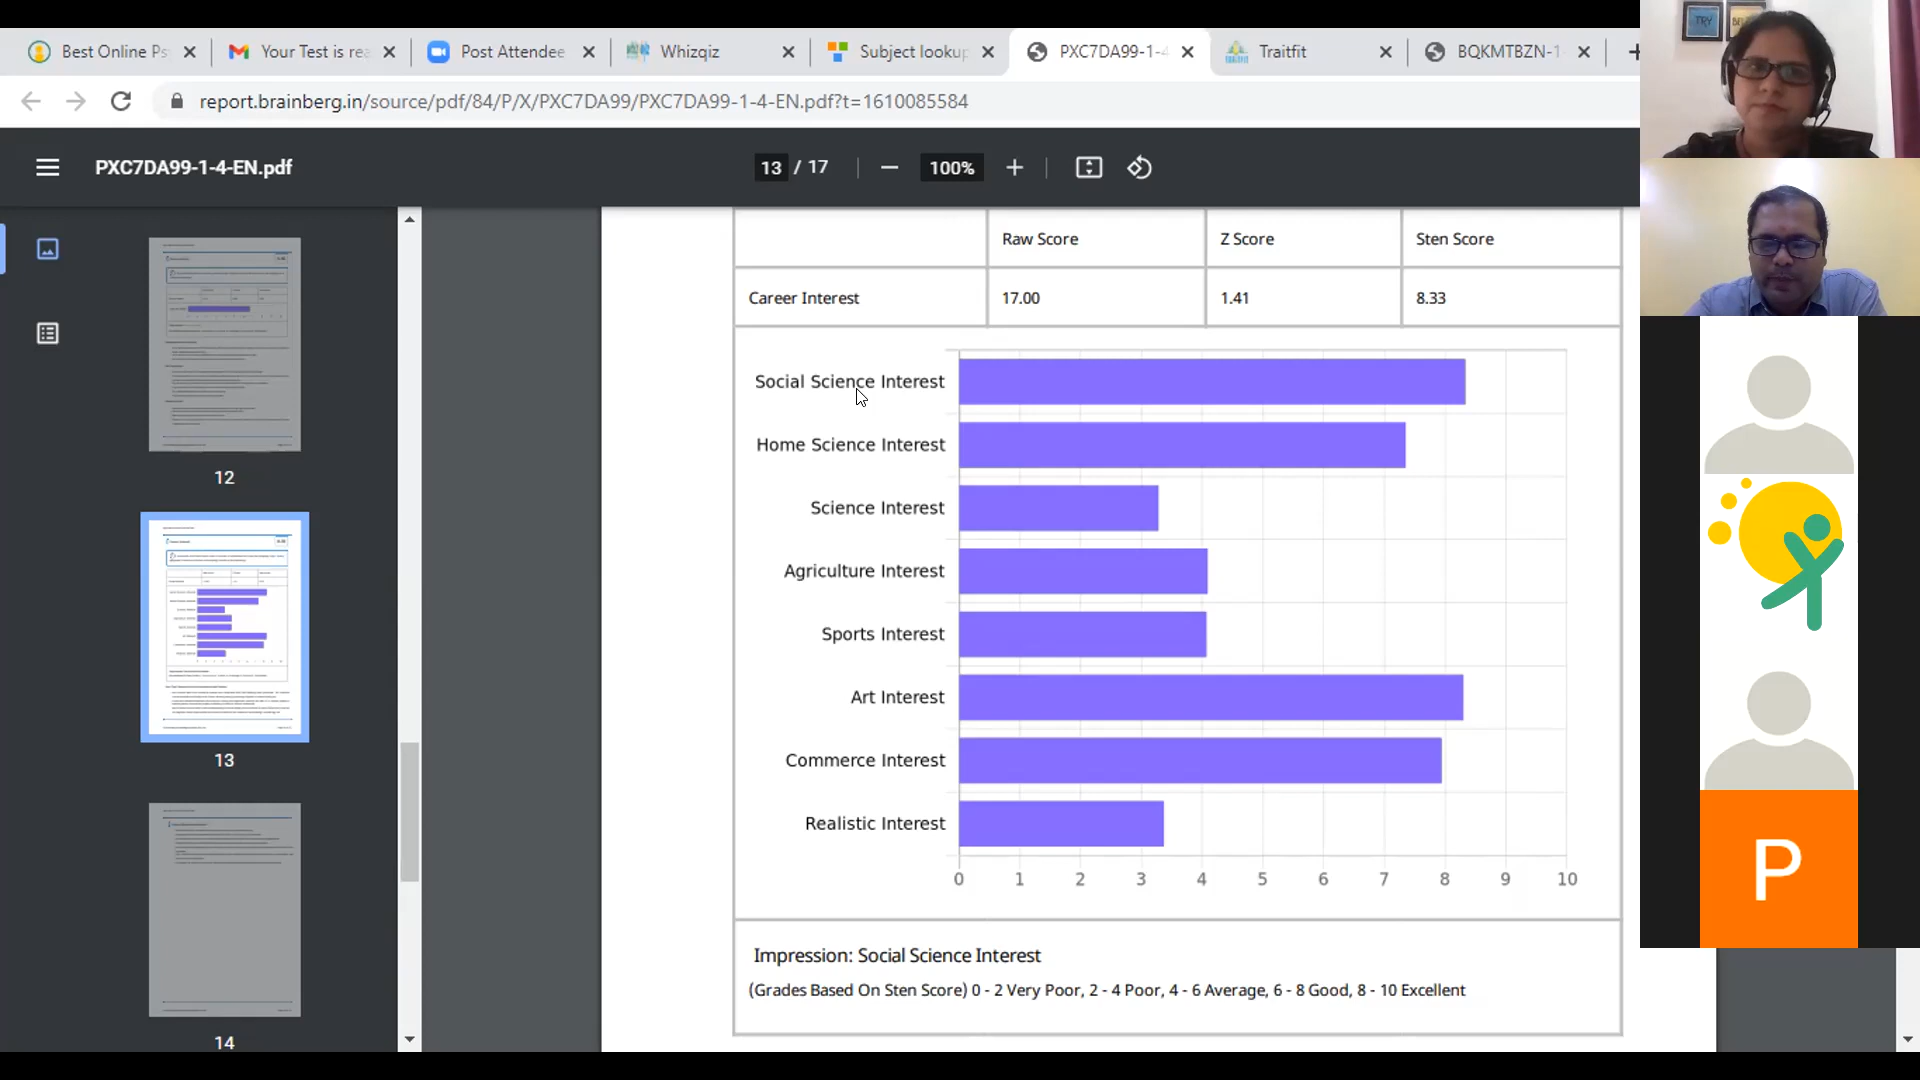 Best Online Ps
Your Test is rea
Post Attendee
Whizqiz
Subject lookup
PXC7DA99-1-4
Traitfit
BQKMTBZN-1
TRY
report.brainberg.in/source/pdf/84/P/X/PXC7DA99/PXC7DA99-1-4-EN.pdf?t=1610085584
PXC7DA99-1-4-EN.pdf
13 / 17
100%
12
13
14
Raw Score
Z Score
Sten Score
Career Interest
17.00
1.41
8.33
Social Science Interest
Home Science Interest
Science Interest
Agriculture Interest
Sports Interest
Art Interest
Commerce Interest
Realistic Interest
0 1 2 3 4 5 6 7 8 9 10
Impression: Social Science Interest
(Grades Based On Sten Score) 0 - 2 Very Poor, 2 - 4 Poor, 4 - 6 Average, 6 - 8 Good, 8 - 10 Excellent
P